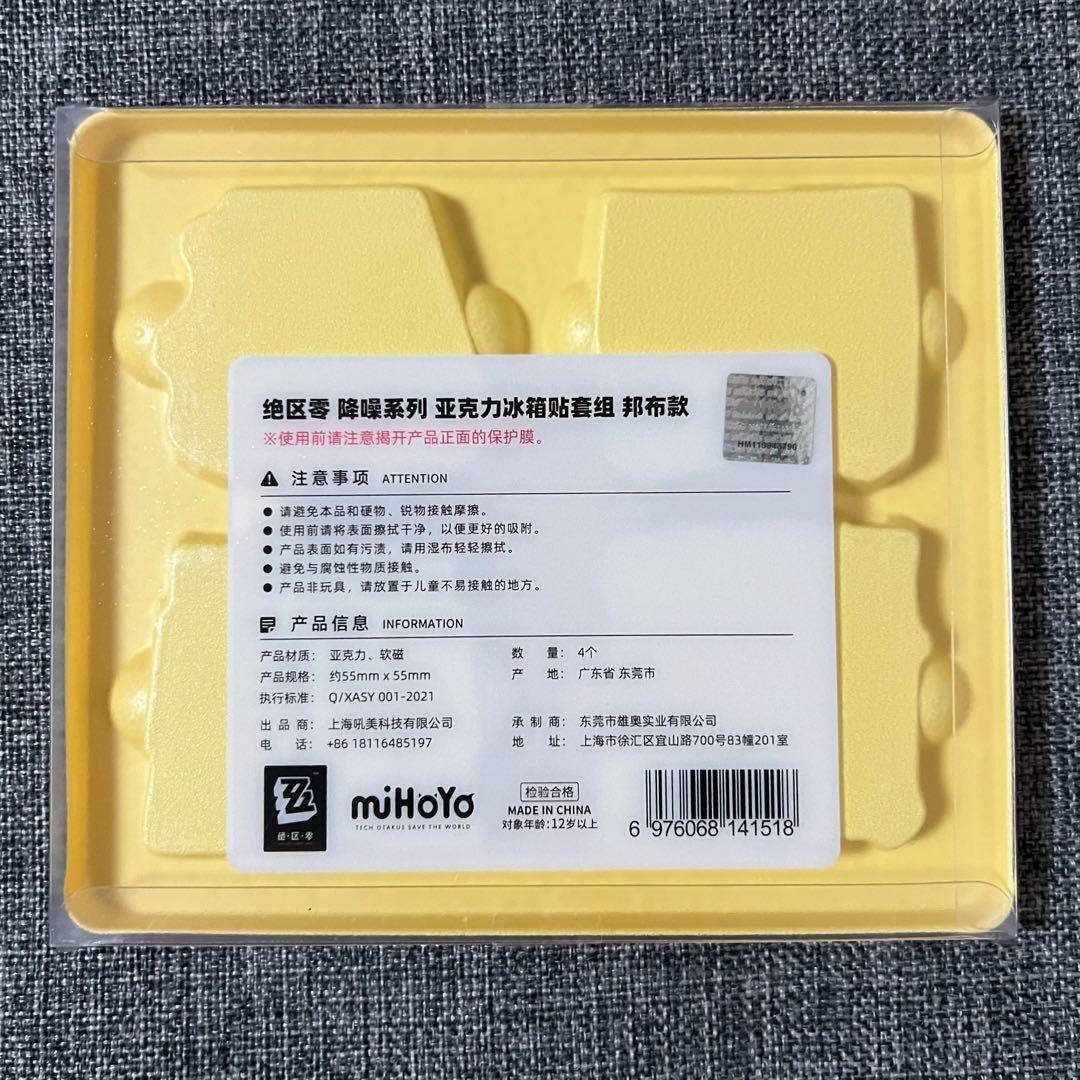 绝区零 降噪系列 亚克力冰箱贴套组 邦布款
※使用前请注意揭开产品正面的保护膜。
注意事项 ATTENTION
● 请避免本品和硬物、锐物接触摩擦。
● 使用前请将表面擦拭干净，以便更好的吸附。
● 产品表面如有污渍，请用湿布轻轻擦拭。
● 避免与腐蚀性物质接触。
● 产品非玩具，请放置于儿童不易接触的地方。
产品信息 INFORMATION
产品材质： 亚克力、软磁
数 量： 4个
产品规格： 约55mm x 55mm
产 地： 广东省 东莞市
执行标准： Q/XASY 001-2021
出 品 商： 上海吼美科技有限公司
承 制 商： 东莞市雄奥实业有限公司
电 话： +86 18116485197
地 址： 上海市徐汇区宜山路700号83幢201室
绝·区·零
miHoYo
TECH OTAKUS SAVE THE WORLD
检验合格
MADE IN CHINA
对象年龄：12岁以上
6 976068 141518